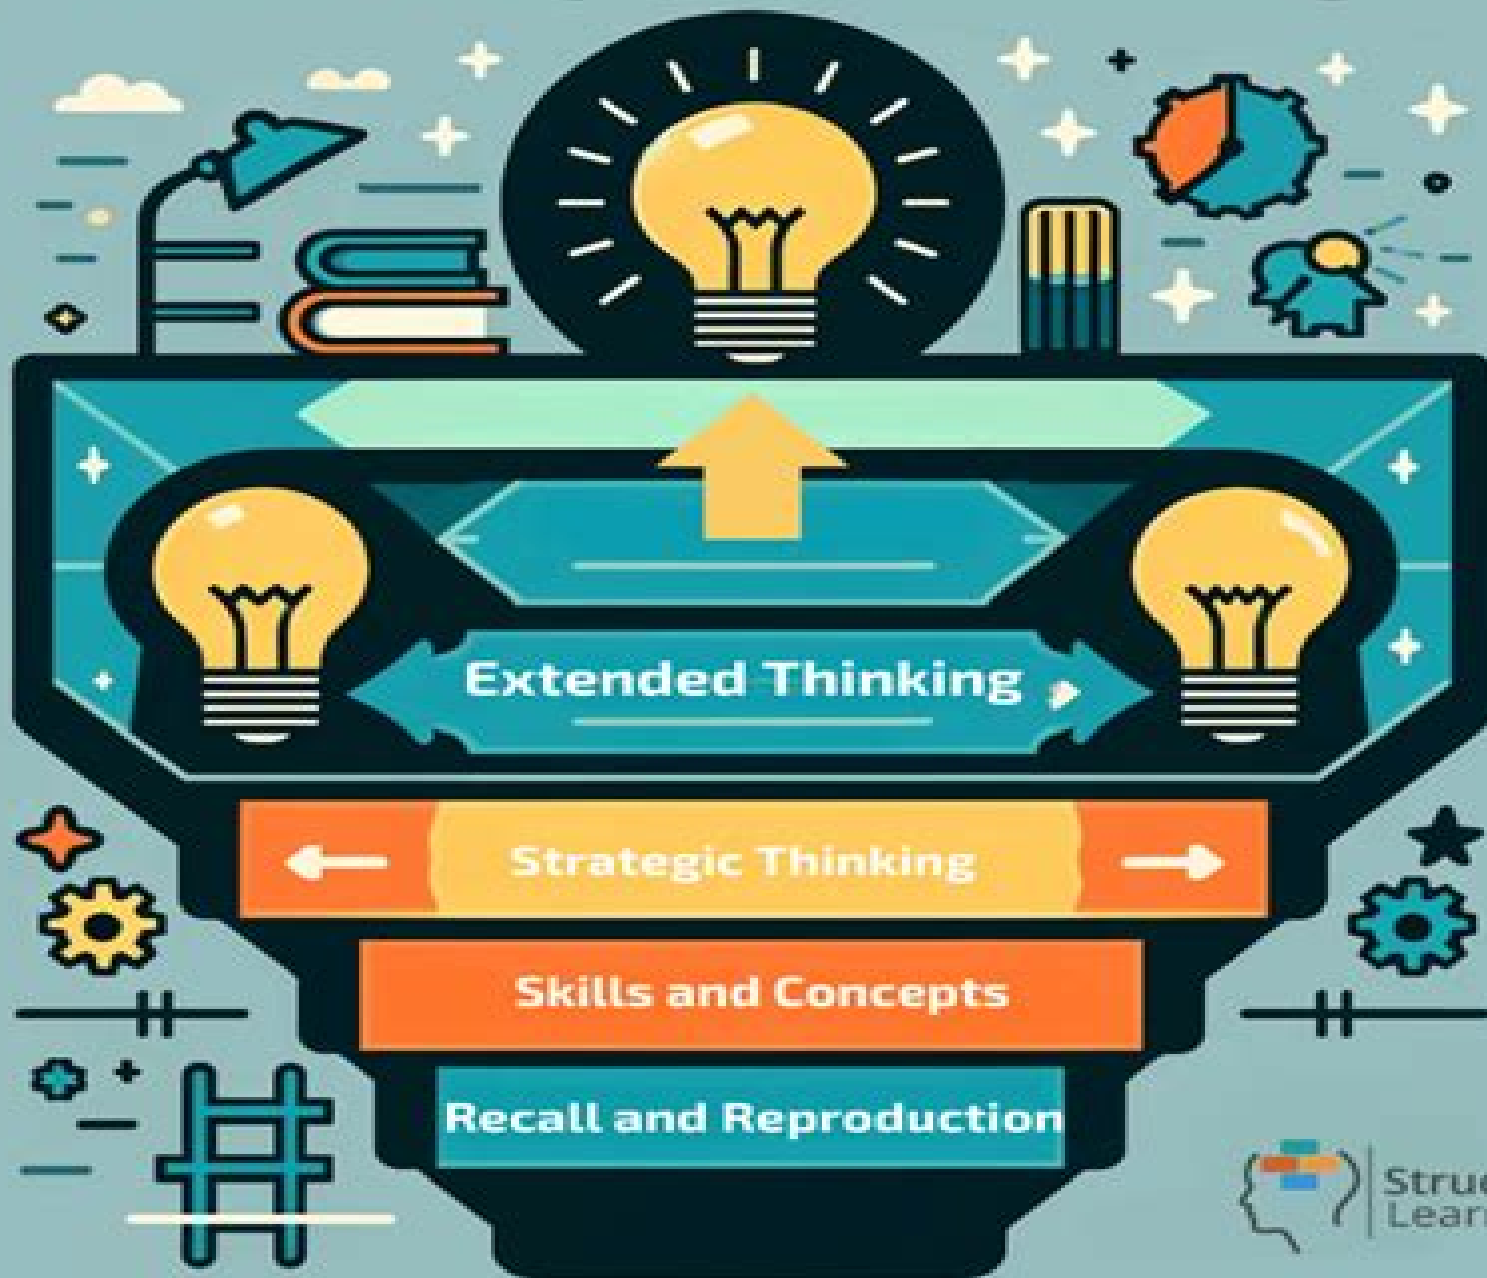 Extended Thinking
Strategic Thinking
Skills and Concepts
Recall and Reproduction